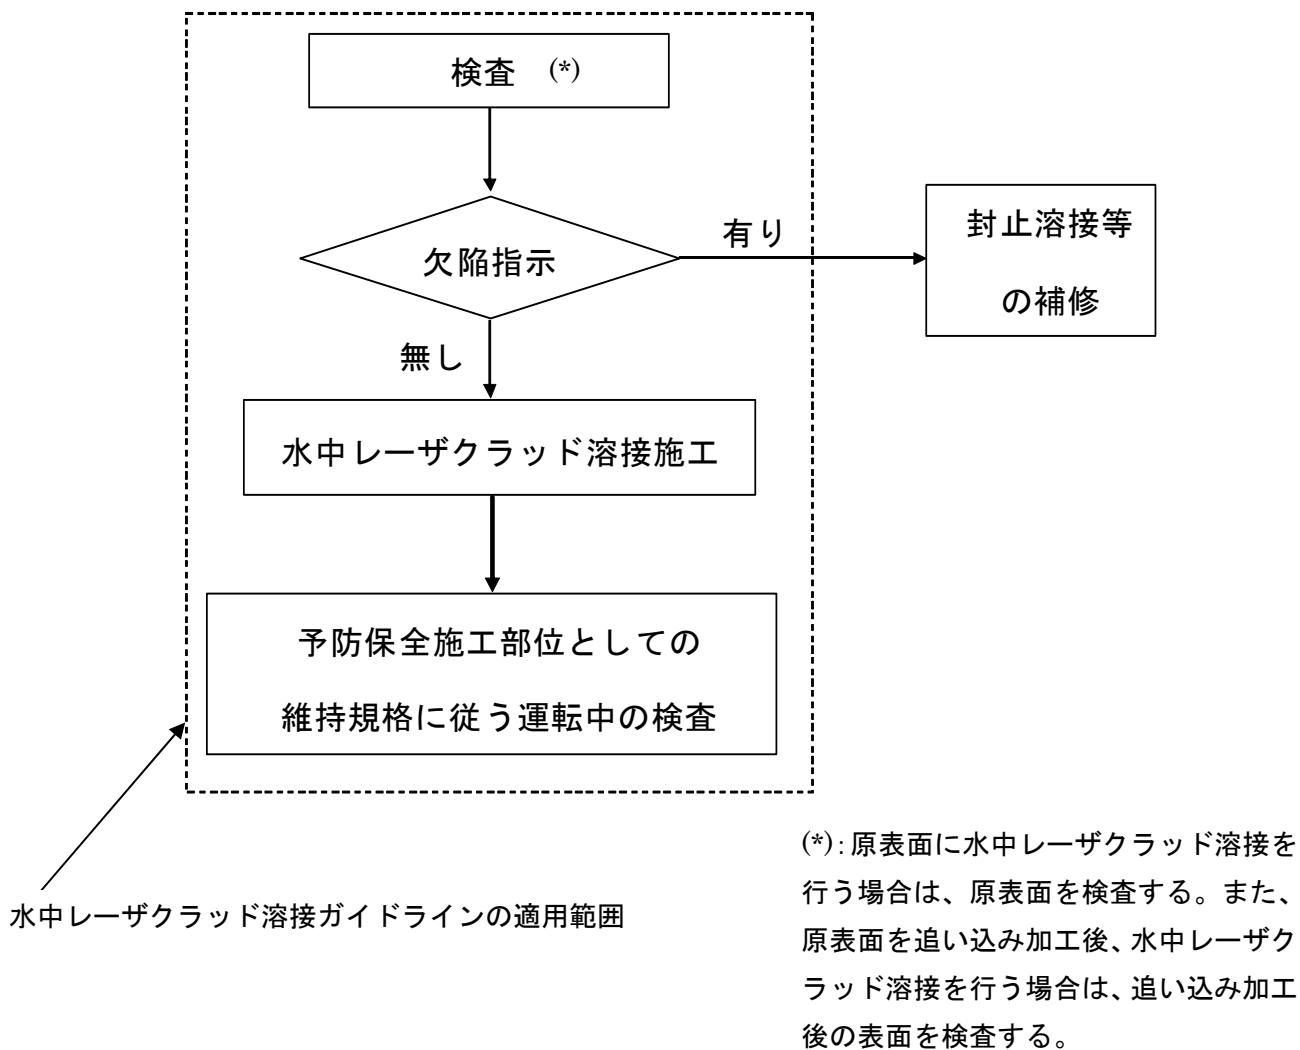 検査 (*)
欠陥指示
有り
封止溶接等
の補修
無し
水中レーザクラッド溶接施工
予防保全施工部位としての
維持規格に従う運転中の検査
水中レーザクラッド溶接ガイドラインの適用範囲
(*):原表面に水中レーザクラッド溶接を
行う場合は、原表面を検査する。また、
原表面を追い込み加工後、水中レーザク
ラッド溶接を行う場合は、追い込み加工
後の表面を検査する。